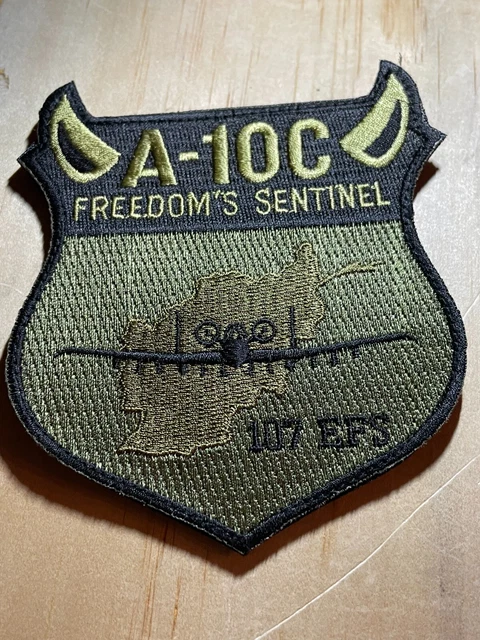 A-10C
FREEDOM'S SENTINEL
107 EFS